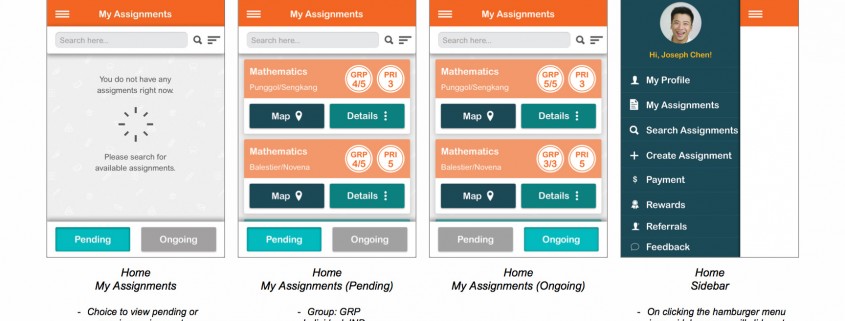 My Assignments
Search here...
You do not have any
assigments right now.
Please search for
available assignments.
Pending
Ongoing
Home
My Assignments
- Choice to view pending or
My Assignments
Search here...
Mathematics
Punggol/Sengkang
GRP
4/5
PRI
3
Map
Details
Mathematics
Balestier/Novena
GRP
4/5
PRI
5
Map
Details
Pending
Ongoing
Home
My Assignments (Pending)
- Group: GRP
My Assignments
Search here...
Mathematics
Punggol/Sengkang
GRP
5/5
PRI
3
Map
Details
Mathematics
Balestier/Novena
GRP
3/3
PRI
5
Map
Details
Pending
Ongoing
Home
My Assignments (Ongoing)
Hi, Joseph Chen!
My Profile
My Assignments
Search Assignments
Create Assignment
$ Payment
Rewards
Referrals
Feedback
Home
Sidebar
- On clicking the hamburger menu